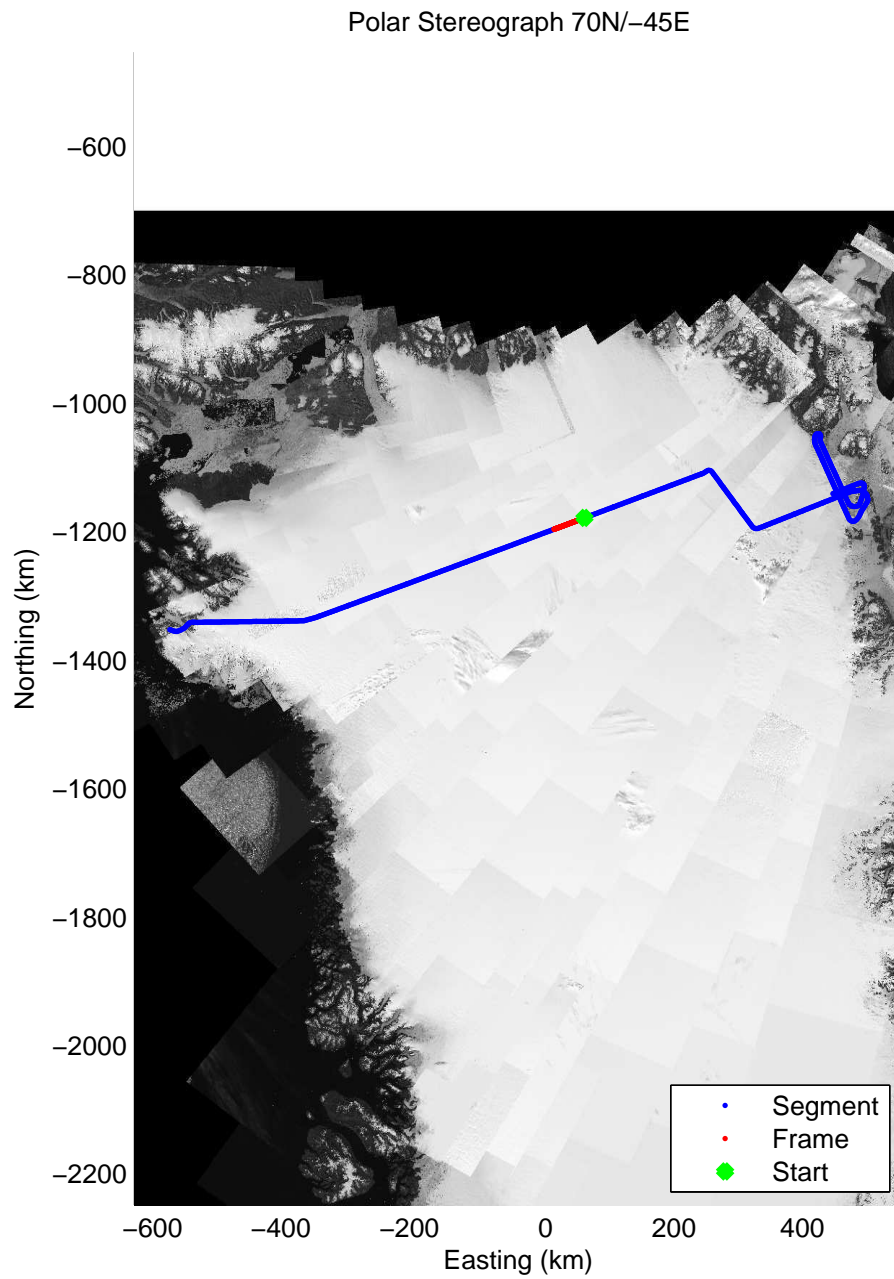 Polar Stereograph 70N/−45E
−600
−800
−1000
−1200
−1400
−1600
−1800
−2000
−2200
Northing (km)
−600 −400 −200 0 200 400
Easting (km)
Segment
Frame
Start